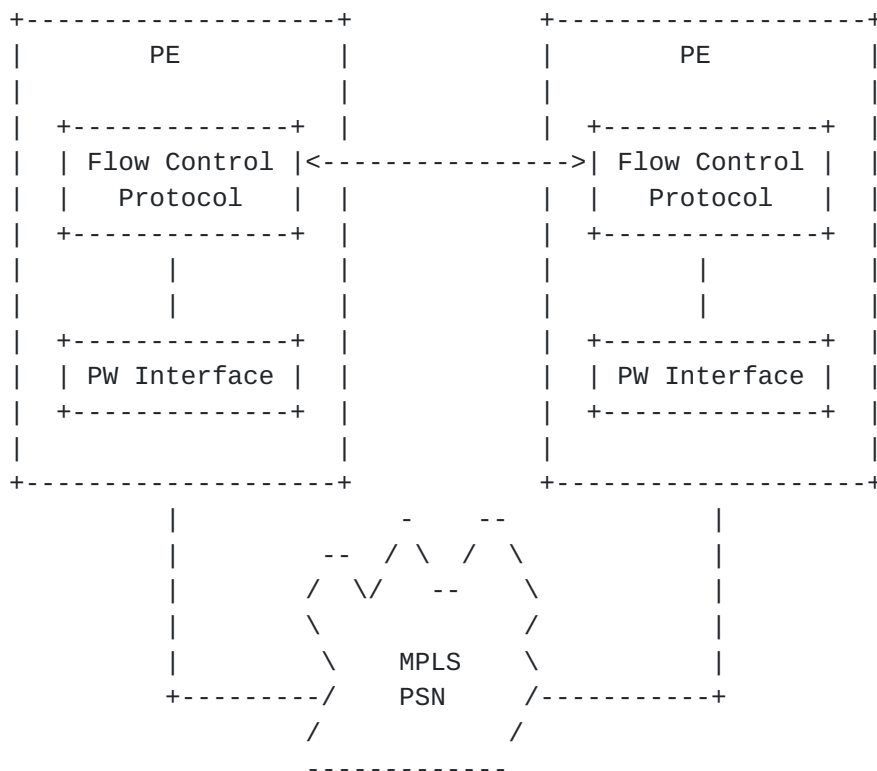 PE PE
Flow Control Flow Control
Protocol Protocol
PW Interface PW Interface
MPLS
PSN